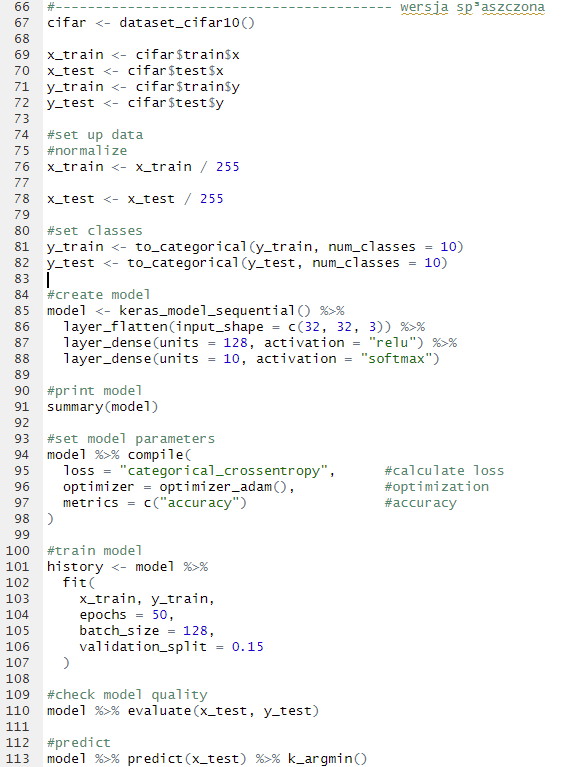 66 #------------------------------------------ wersja sp³aszczona
67 cifar <- dataset_cifar10()
68
69 x_train <- cifar$train$x
70 x_test <- cifar$test$x
71 y_train <- cifar$train$y
72 y_test <- cifar$test$y
73
74 #set up data
75 #normalize
76 x_train <- x_train / 255
77
78 x_test <- x_test / 255
79
80 #set classes
81 y_train <- to_categorical(y_train, num_classes = 10)
82 y_test <- to_categorical(y_test, num_classes = 10)
83
84 #create model
85 model <- keras_model_sequential() %>%
86   layer_flatten(input_shape = c(32, 32, 3)) %>%
87   layer_dense(units = 128, activation = "relu") %>%
88   layer_dense(units = 10, activation = "softmax")
89
90 #print model
91 summary(model)
92
93 #set model parameters
94 model %>% compile(
95   loss = "categorical_crossentropy",      #calculate loss
96   optimizer = optimizer_adam(),           #optimization
97   metrics = c("accuracy")                 #accuracy
98 )
99
100 #train model
101 history <- model %>%
102   fit(
103     x_train, y_train,
104     epochs = 50,
105     batch_size = 128,
106     validation_split = 0.15
107   )
108
109 #check model quality
110 model %>% evaluate(x_test, y_test)
111
112 #predict
113 model %>% predict(x_test) %>% k_argmin()